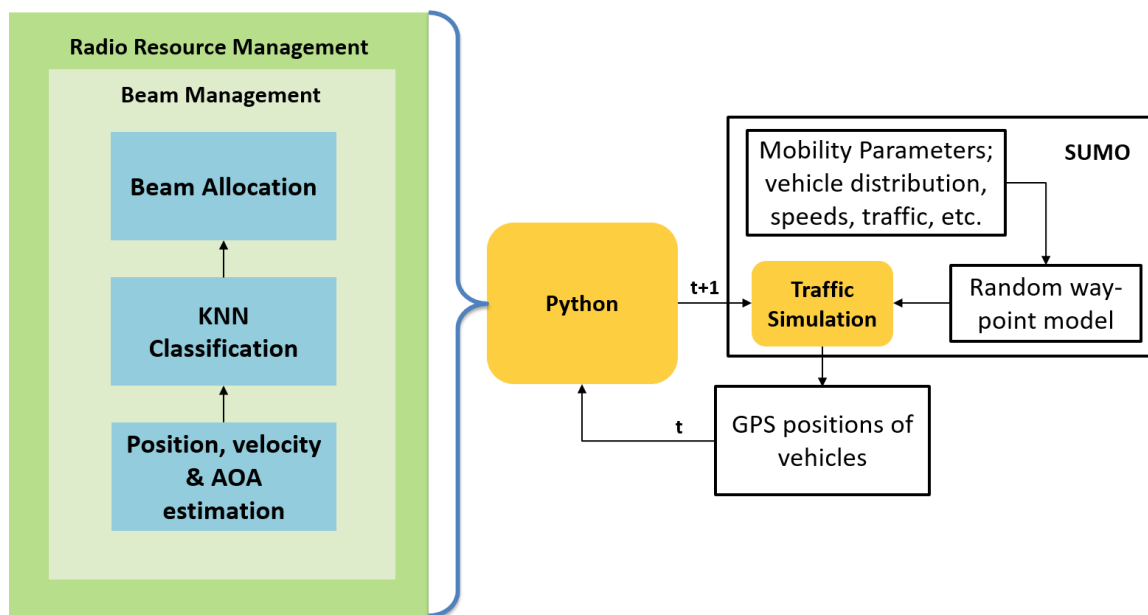 Radio Resource Management
Beam Management
Beam Allocation
KNN
Classification
Position, velocity
& AOA
estimation
Python
t+1
t
SUMO
Mobility Parameters;
vehicle distribution,
speeds, traffic, etc.
Traffic
Simulation
Random way-
point model
GPS positions of
vehicles